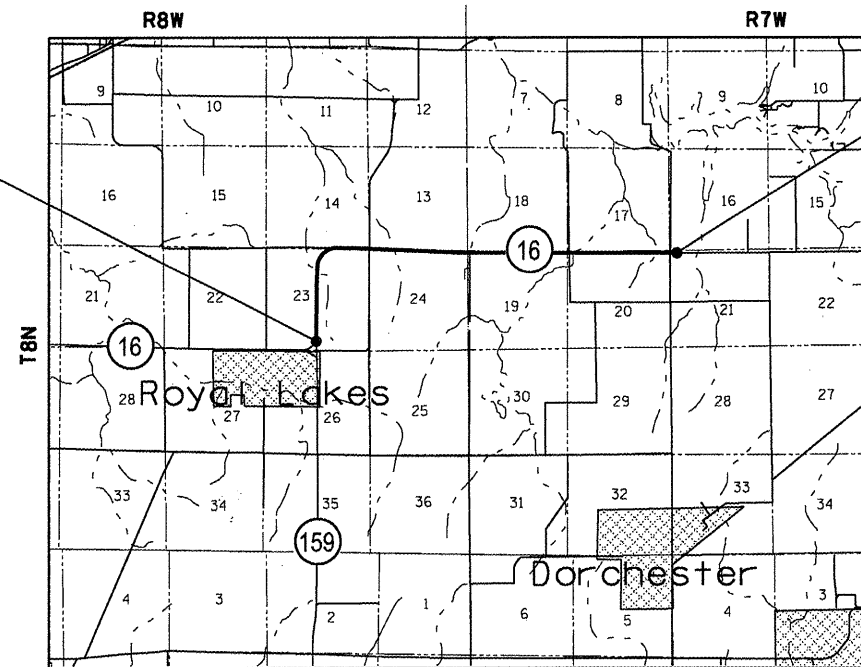 R8W R7W
9 10 11 12 7 8 9 10
16 15 14 13 18 17 16 15
16
T8N
21 22 23 24 19 20 21 22
16
Royal Lakes
28 27 26 25 30 29 28 27
33 34 35 36 31 32 33 34
159
Dorchester
4 3 2 1 6 5 4 3